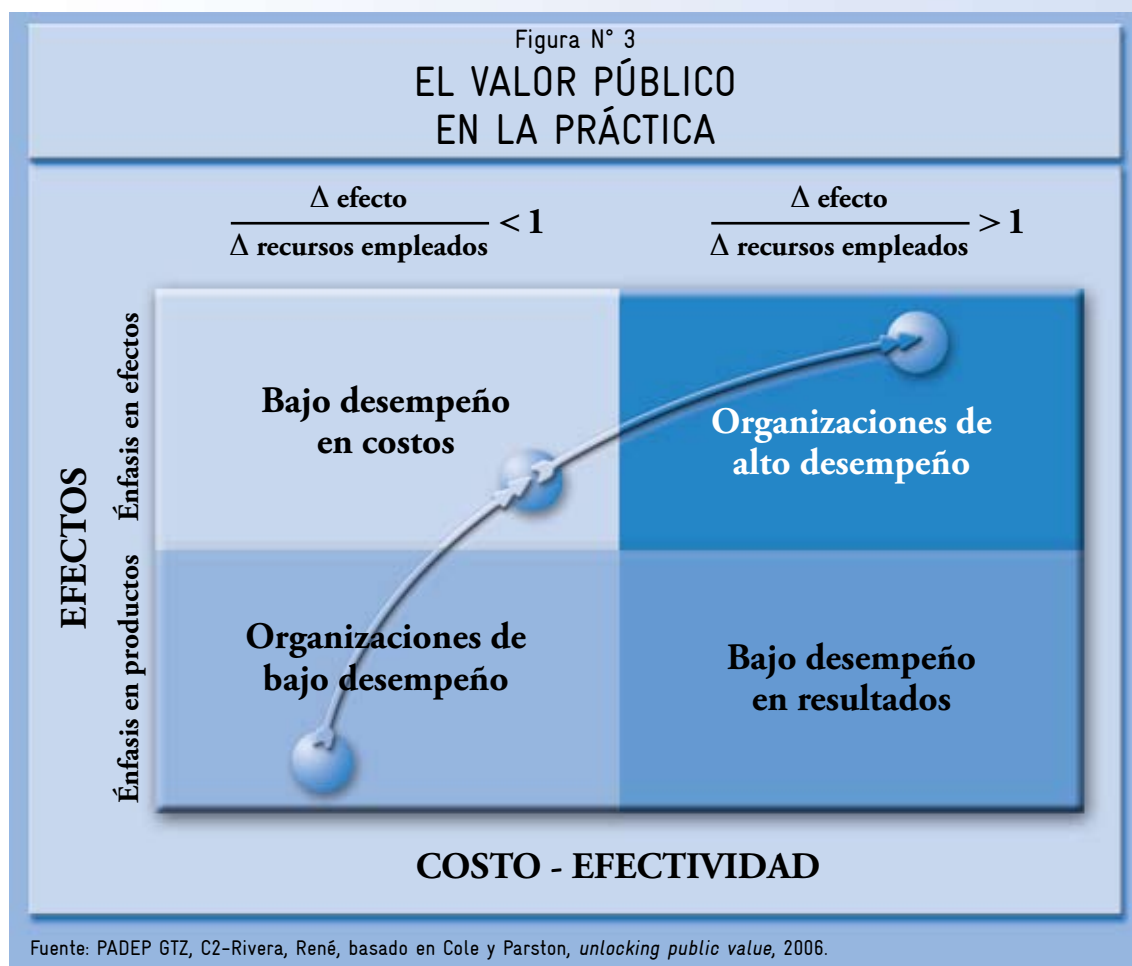 Figura N° 3
EL VALOR PÚBLICO
EN LA PRÁCTICA
Δ efecto
Δ recursos empleados
< 1
Δ efecto
Δ recursos empleados
> 1
EFECTOS
Énfasis en efectos
Énfasis en productos
Bajo desempeño
en costos
Organizaciones de
alto desempeño
Organizaciones de
bajo desempeño
Bajo desempeño
en resultados
COSTO - EFECTIVIDAD
Fuente: PADEP GTZ, C2-Rivera, René, basado en Cole y Parston, unlocking public value, 2006.